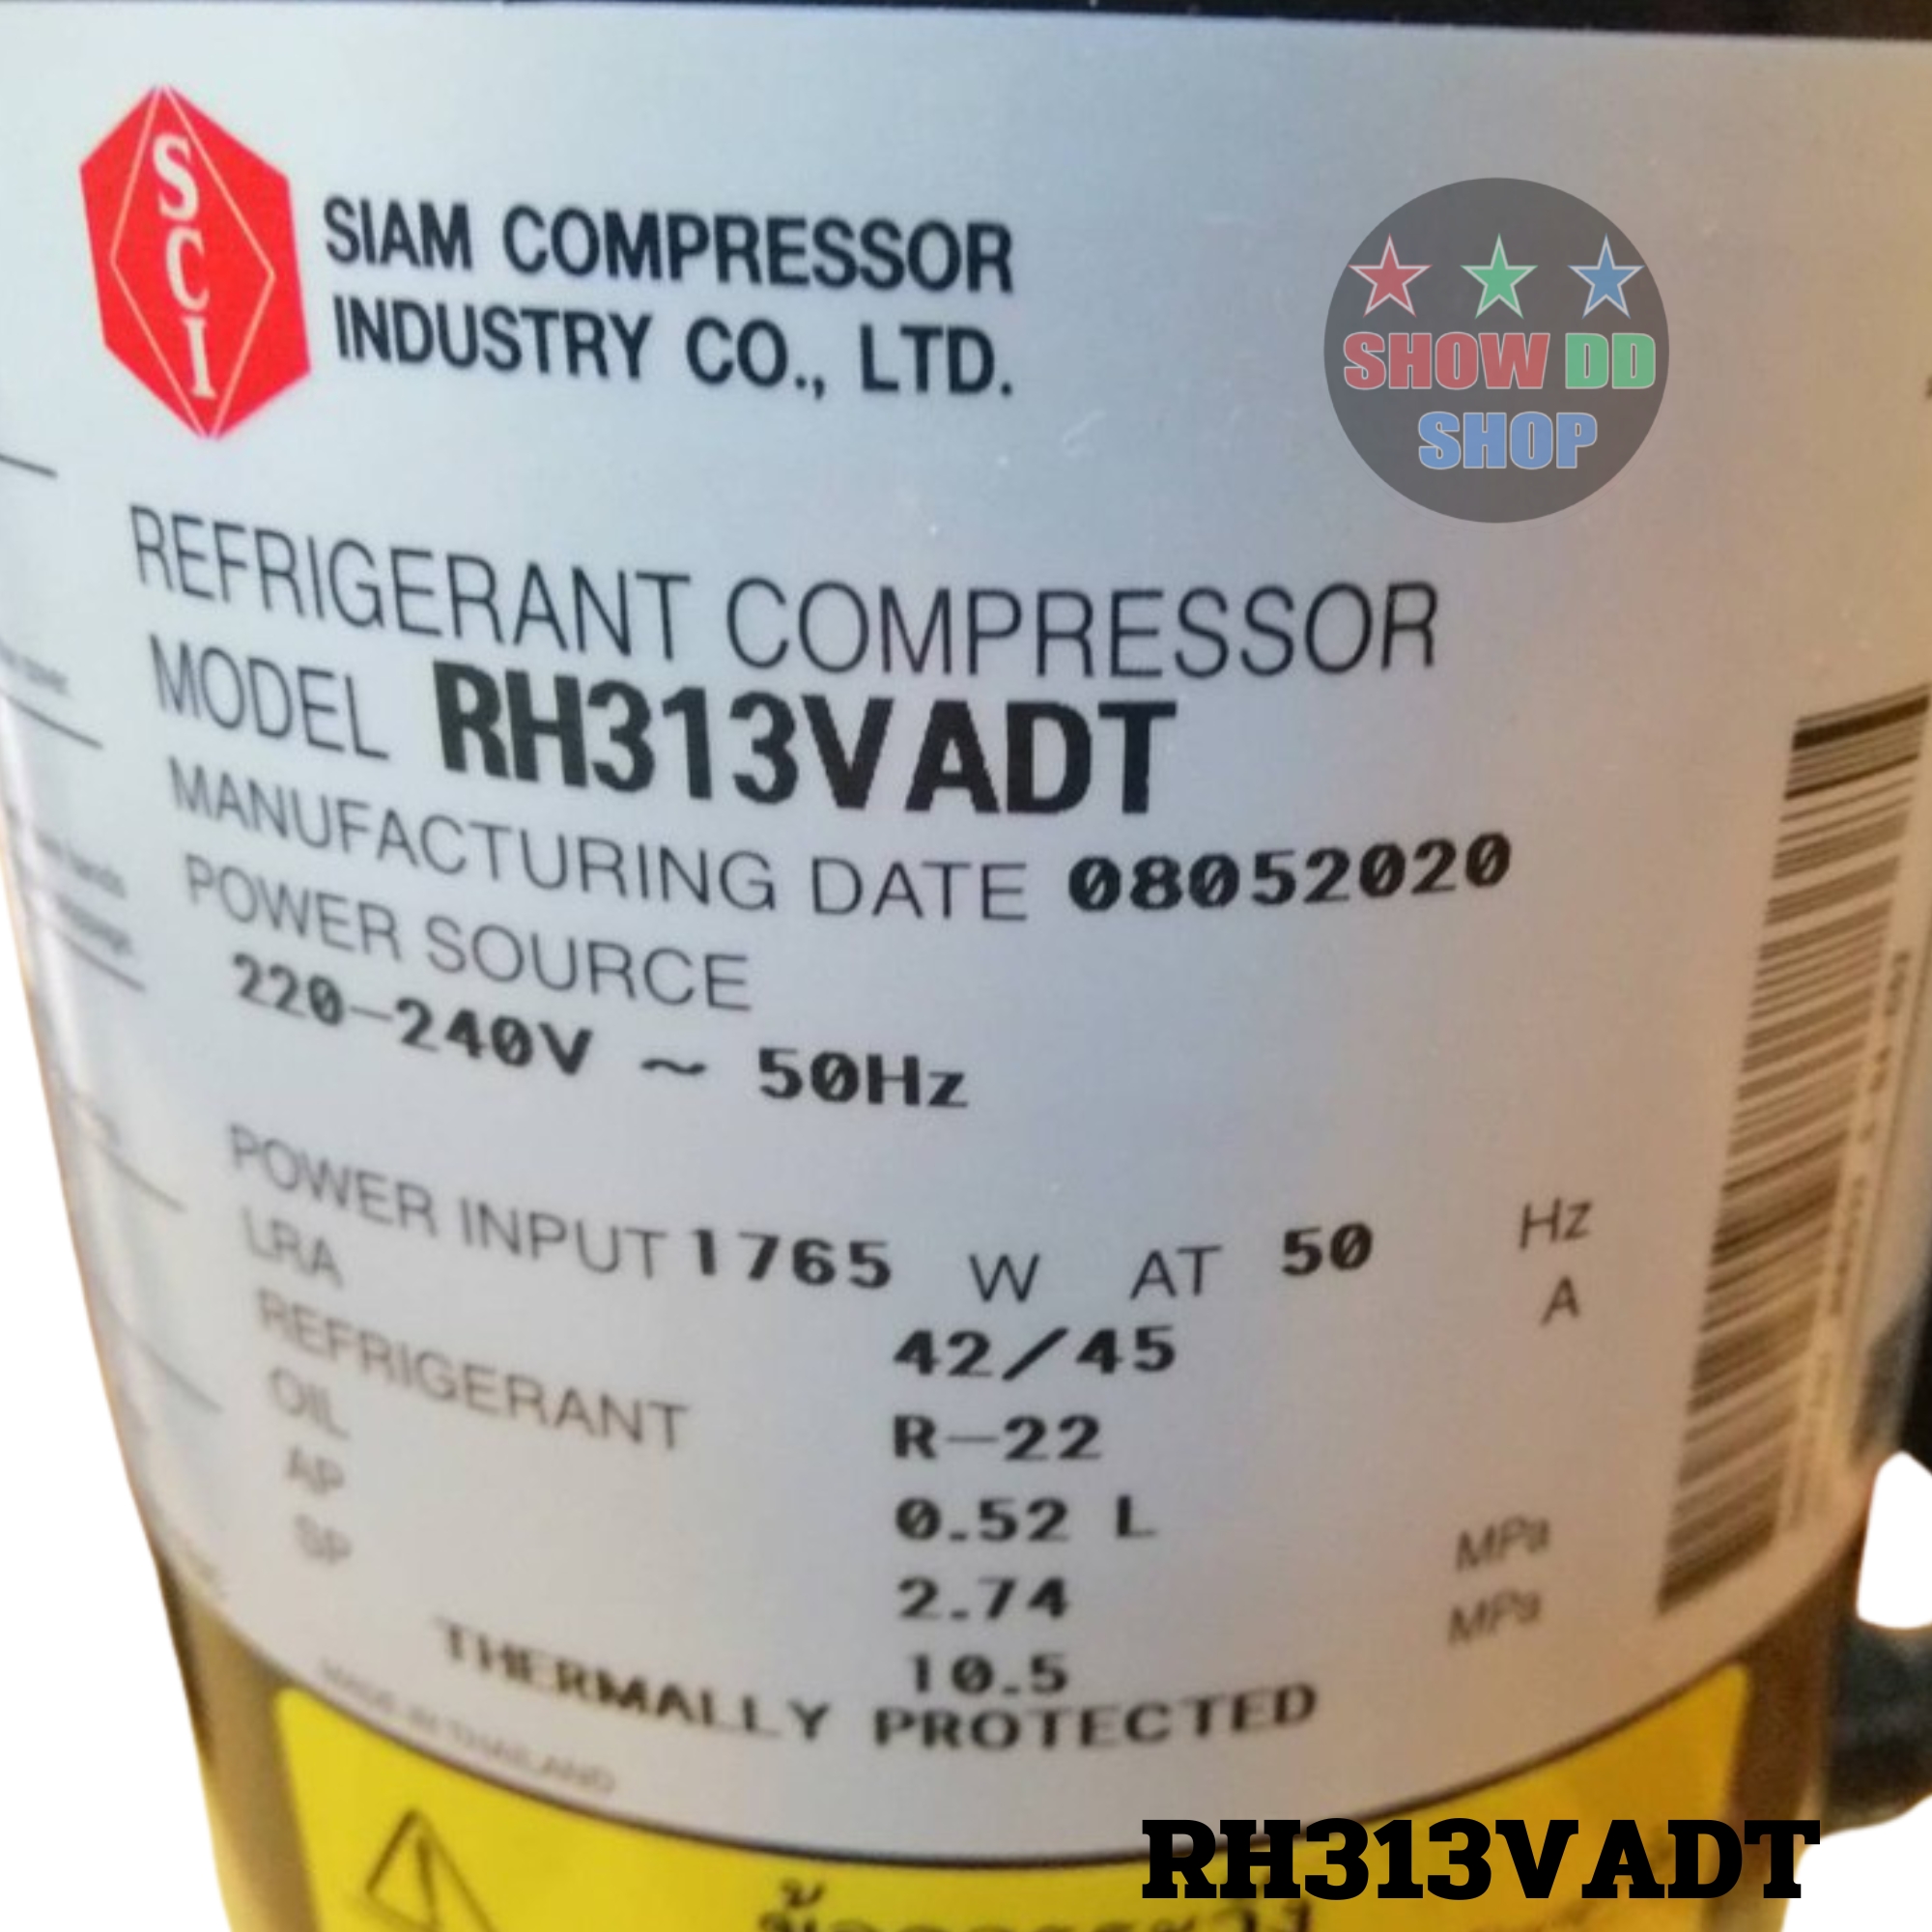 SCI
SIAM COMPRESSOR
INDUSTRY CO., LTD.
SHOW DD
SHOP
REFRIGERANT COMPRESSOR
MODEL RH313VADT
MANUFACTURING DATE 08052020
POWER SOURCE
220-240V ~ 50Hz
POWER INPUT 1765 W AT 50 Hz
LRA 42/45 A
REFRIGERANT R-22
OIL 0.52 L
AP 2.74 MPa
SP 10.5 MPa
THERMALLY PROTECTED
MADE IN THAILAND
RH313VADT